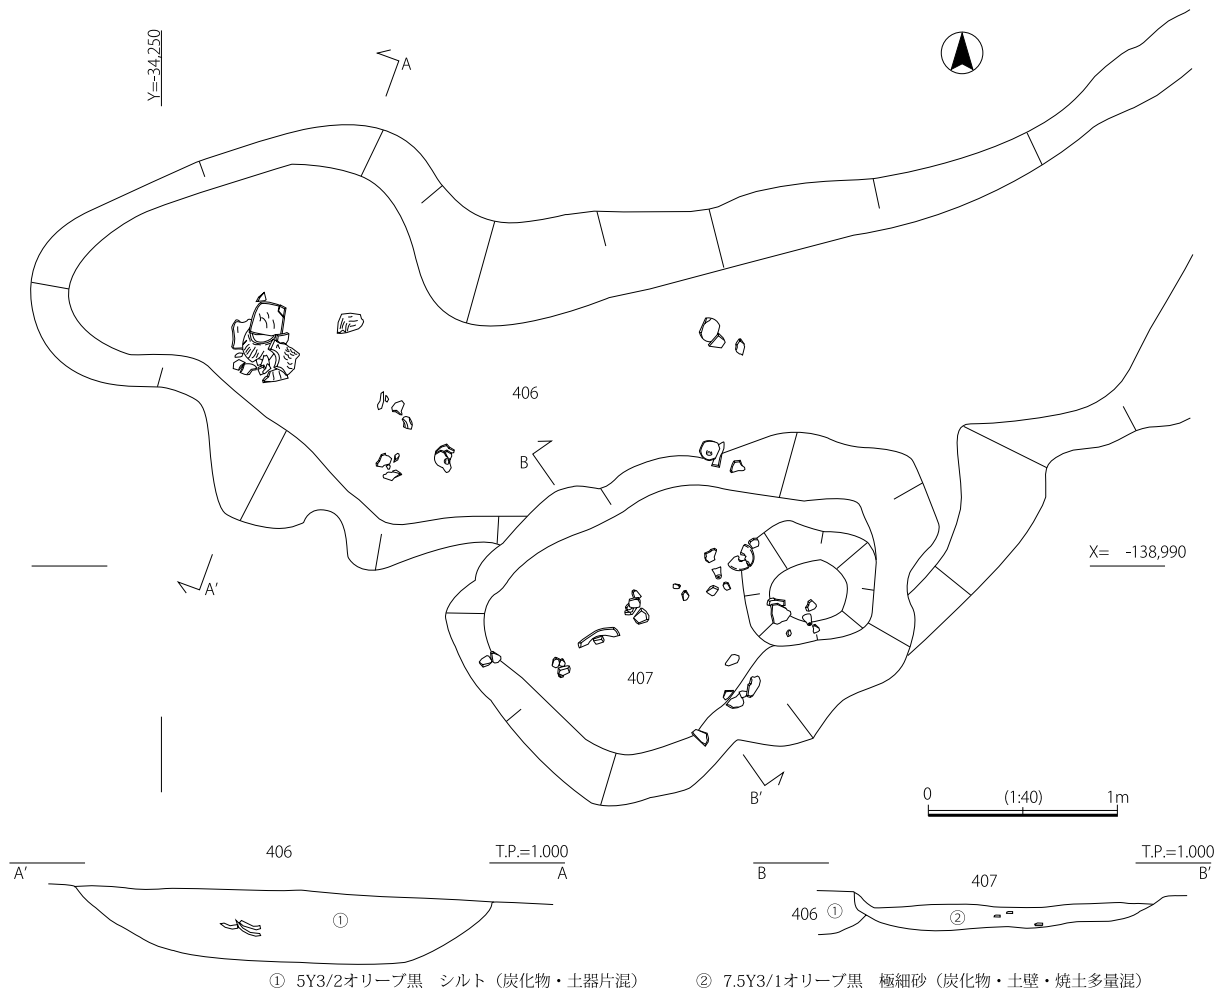 Y=-34,250
A
406
B
X= -138,990
A'
407
B'
0 (1:40) 1m
406
T.P.=1.000
A'
A
①
T.P.=1.000
B
B'
407
406
①
②
① 5Y3/2オリーブ黒 シルト（炭化物・土器片混）
② 7.5Y3/1オリーブ黒 極細砂（炭化物・土壁・焼土多量混）